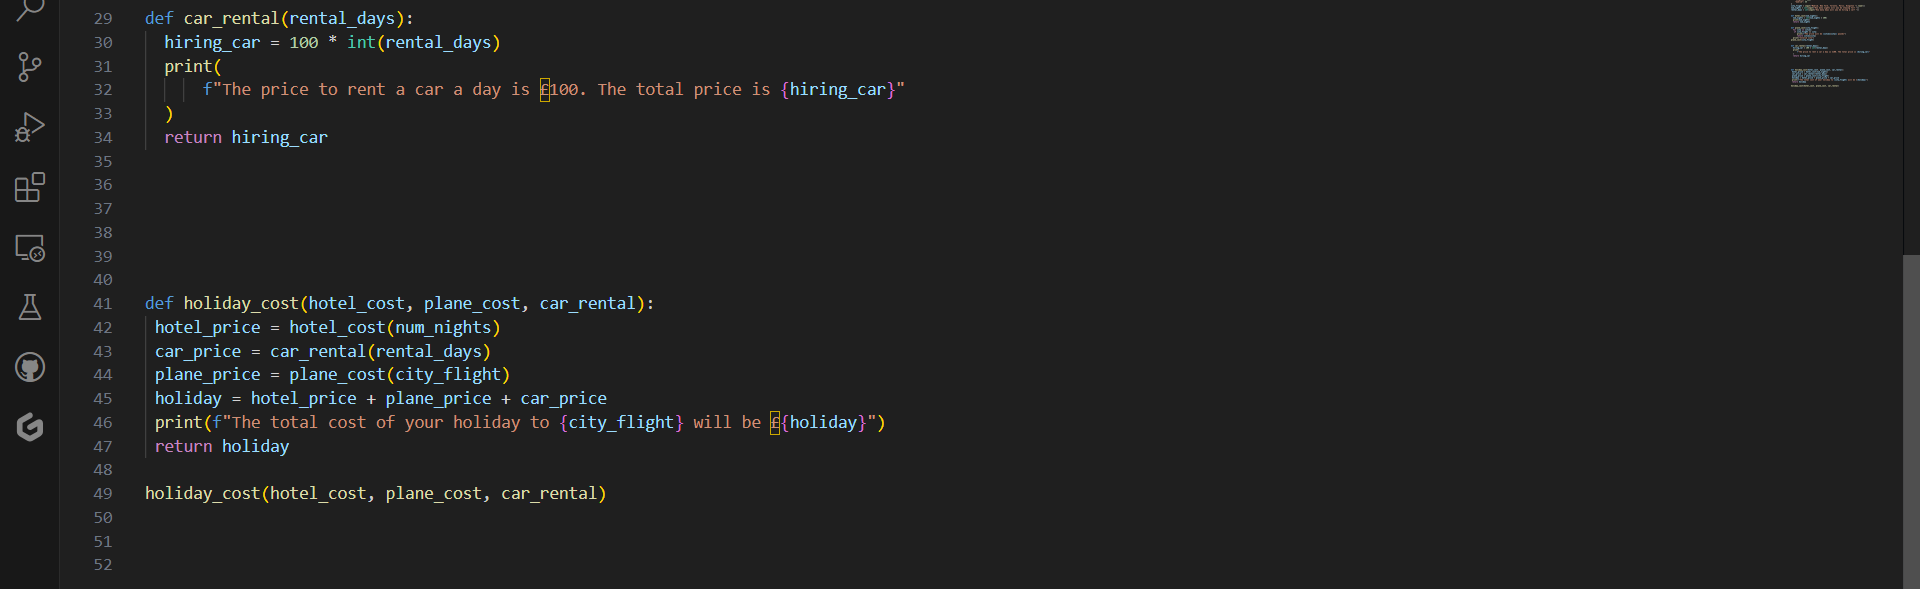 29 def car_rental(rental_days):
30   hiring_car = 100 * int(rental_days)
31   print(
32       f"The price to rent a car a day is £100. The total price is {hiring_car}"
33   )
34   return hiring_car
35
36
37
38
39
40
41 def holiday_cost(hotel_cost, plane_cost, car_rental):
42  hotel_price = hotel_cost(num_nights)
43  car_price = car_rental(rental_days)
44  plane_price = plane_cost(city_flight)
45  holiday = hotel_price + plane_price + car_price
46  print(f"The total cost of your holiday to {city_flight} will be £{holiday}")
47  return holiday
48
49 holiday_cost(hotel_cost, plane_cost, car_rental)
50
51
52